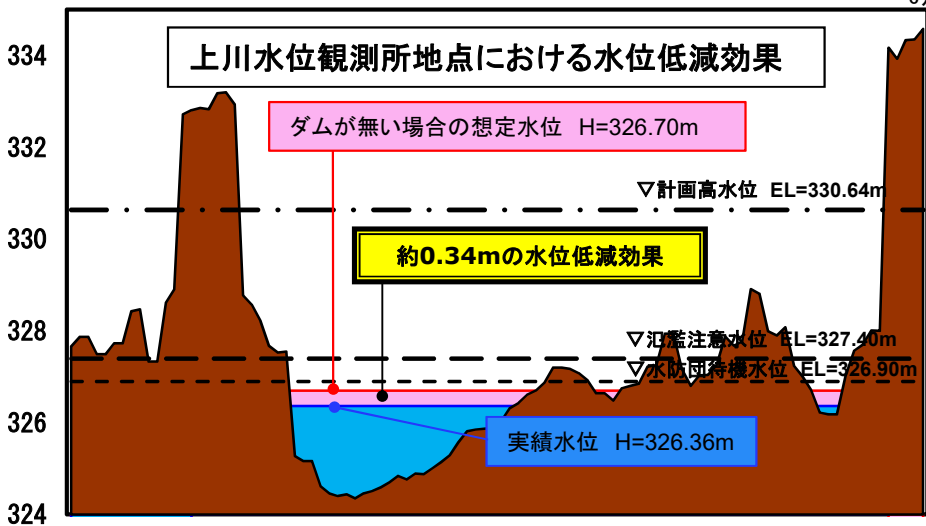 上川水位観測所地点における水位低減効果
ダムが無い場合の想定水位 H=326.70m
▽計画高水位 EL=330.64m
約0.34mの水位低減効果
▽氾濫注意水位 EL=327.40m
▽水防団待機水位 EL=326.90m
実績水位 H=326.36m
334
332
330
328
326
324